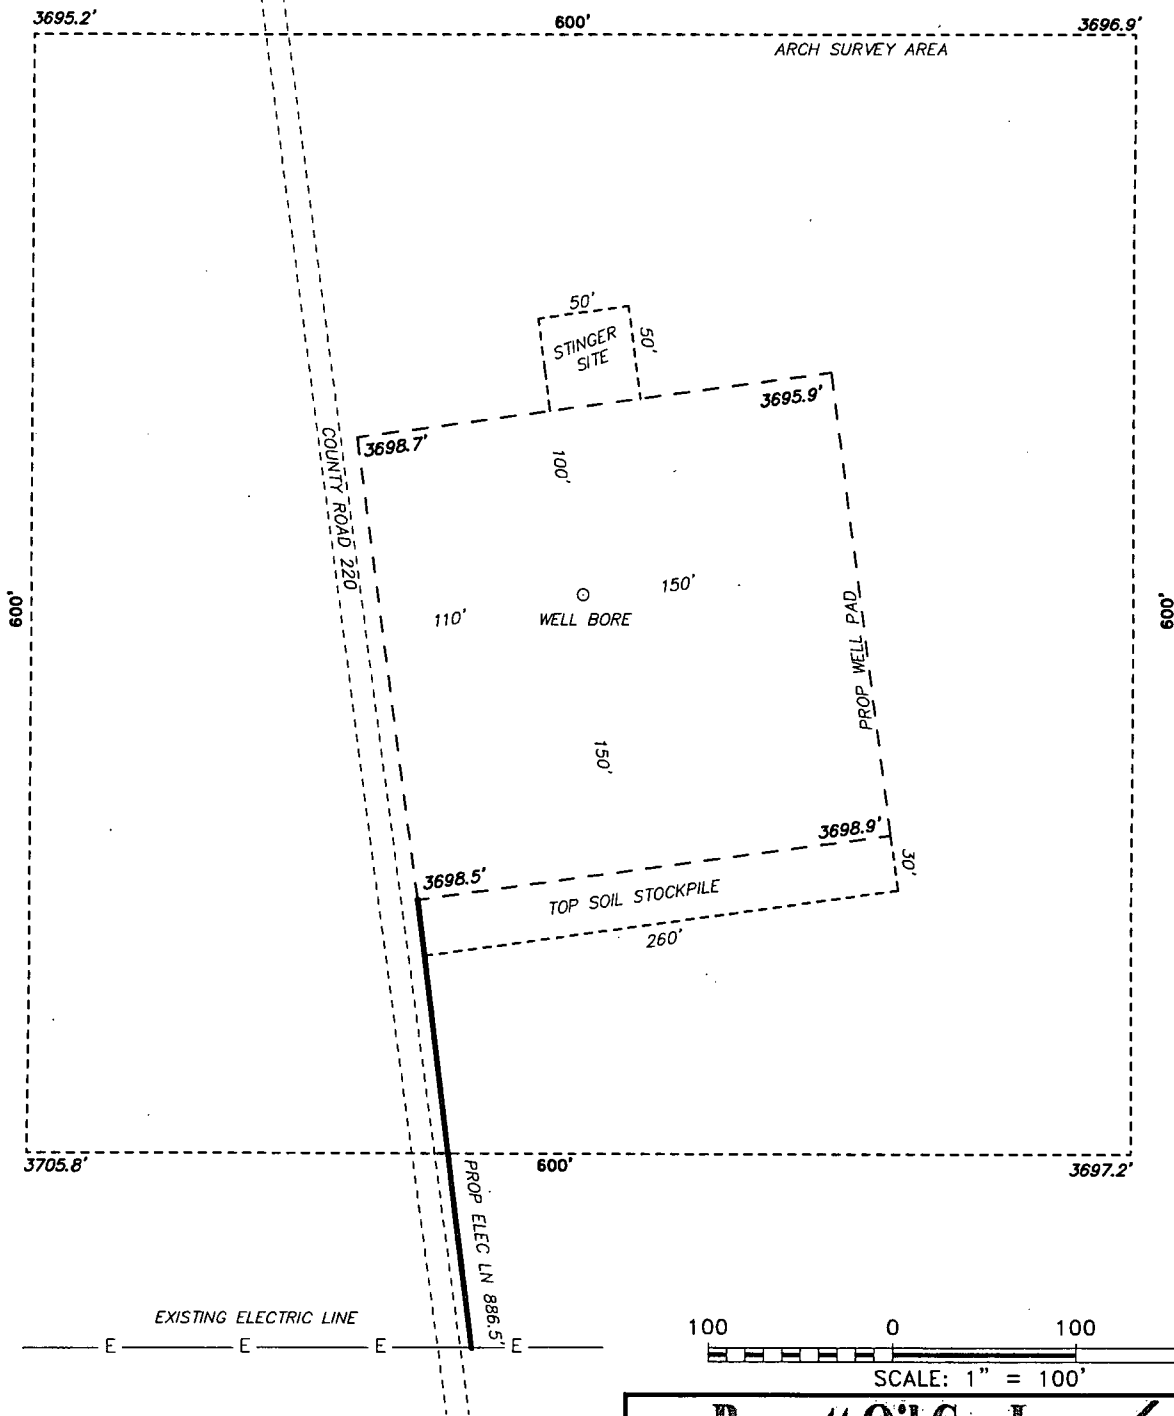 3695.2'
600'
3696.9'
ARCH SURVEY AREA
50'
STINGER
SITE
50'
3695.9'
3698.7'
100'
COUNTY ROAD 220
600'
150'
WELL BORE
110'
600'
PROP WELL PAD
150'
3698.9'
3698.5'
30'
TOP SOIL STOCKPILE
260'
3705.8'
600'
3697.2'
PROP ELEC LN 886.5'
EXISTING ELECTRIC LINE
E E E E
100 0 100
SCALE: 1" = 100'